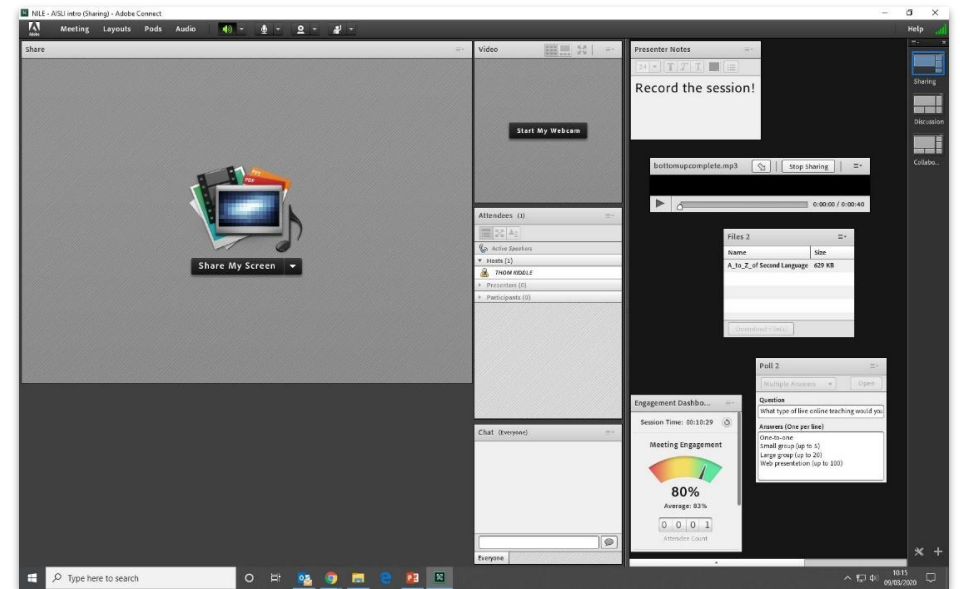 NILE - AISLI intro (Sharing) - Adobe Connect
Adobe
Meeting Layouts Pods Audio
Help
Share
Share My Screen
Video
Start My Webcam
Attendees (1)
Active Speakers
Hosts (1)
THOM KIDDLE
Presenters (0)
Participants (0)
Chat (Everyone)
Everyone
Presenter Notes
24 T T T
Record the session!
bottomupcomplete.mp3 Stop Sharing
0:00:00 / 0:00:40
Files 2
Name Size
A_to_Z_of Second Language 629 KB
Download File(s)
Poll 2
Multiple Answers Open
Question
What type of live online teaching would you
Answers (One per line)
One-to-one
Small group (up to 5)
Large group (up to 20)
Web presentation (up to 100)
Engagement Dashbo...
Session Time: 00:10:29
Meeting Engagement
80%
Average: 83%
0 0 0 1
Attendee Count
Sharing
Discussion
Collabo...
Type here to search
10:15
09/03/2020